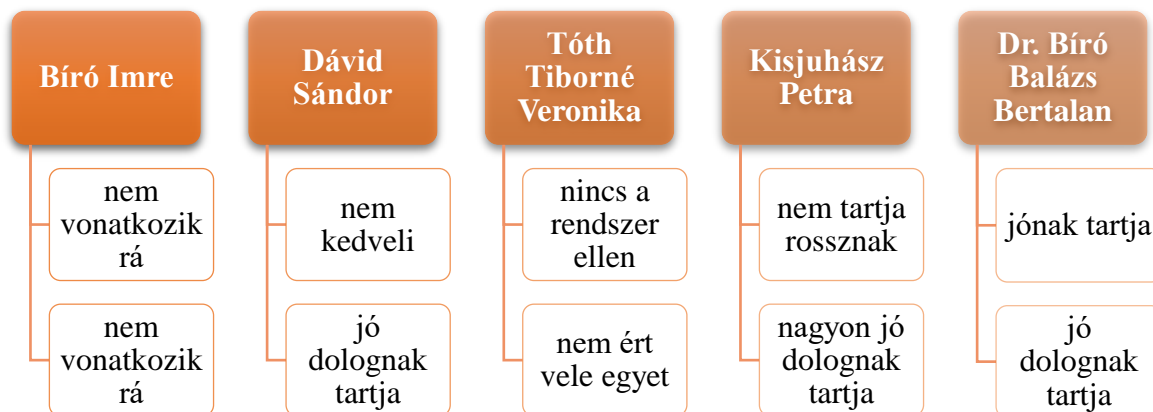 Bíró Imre
nem
vonatkozik
rá
nem
vonatkozik
rá
Dávid
Sándor
nem
kedveli
jó
dolognak
tartja
Tóth
Tiborné
Veronika
nincs a
rendszer
ellen
nem ért
vele egyet
Kisjuhász
Petra
nem tartja
rossznak
nagyon jó
dolognak
tartja
Dr. Bíró
Balázs
Bertalan
jónak tartja
jó
dolognak
tartja